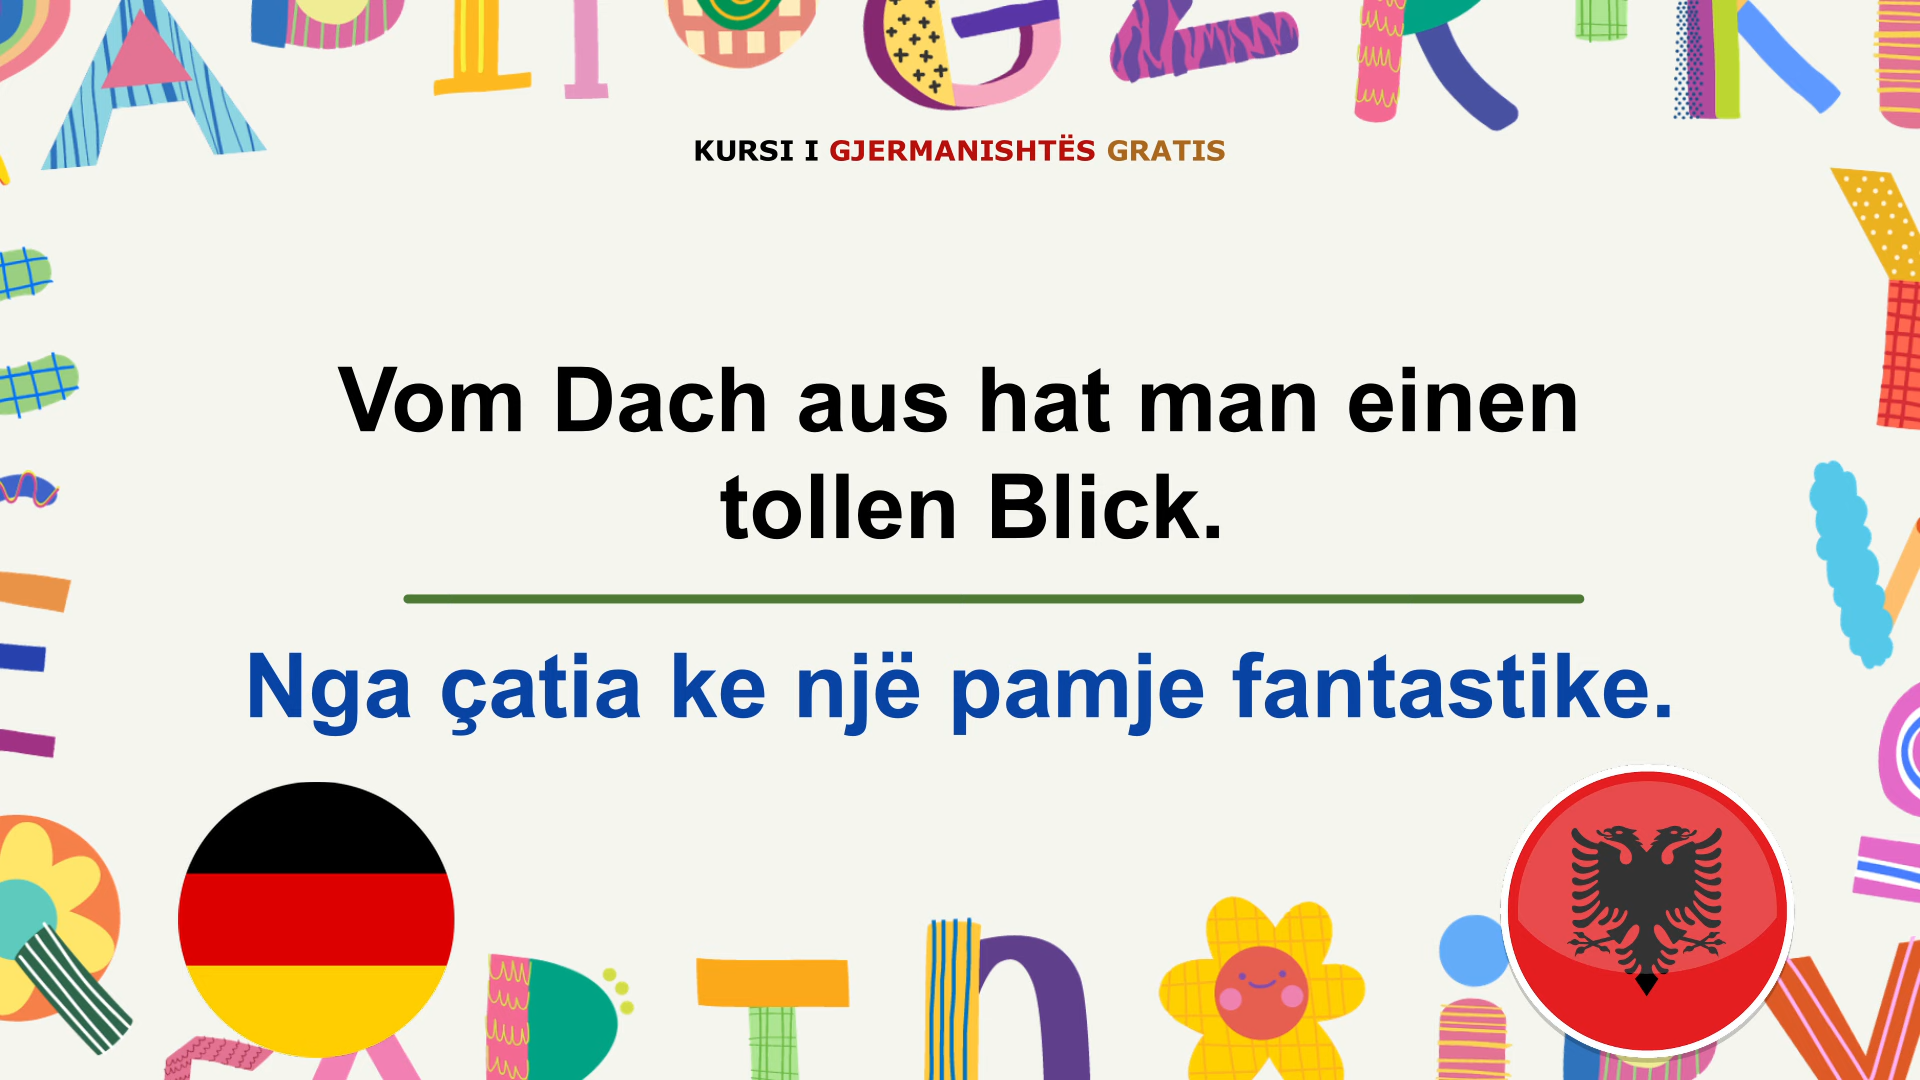 KURSI I GJERMANISHTËS GRATIS
Vom Dach aus hat man einen
tollen Blick.
Nga çatia ke një pamje fantastike.